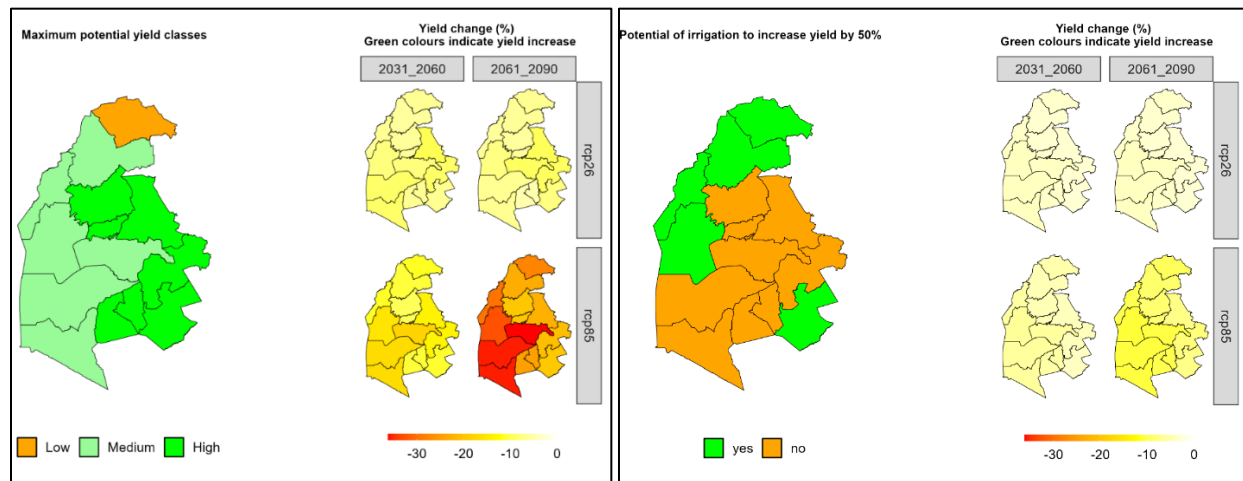 Maximum potential yield classes
Yield change (%)
Green colours indicate yield increase
2031_2060
2061_2090
rcp26
rcp85
Low
Medium
High
-30
-20
-10
0
Potential of irrigation to increase yield by 50%
Yield change (%)
Green colours indicate yield increase
2031_2060
2061_2090
rcp26
rcp85
yes
no
-30
-20
-10
0